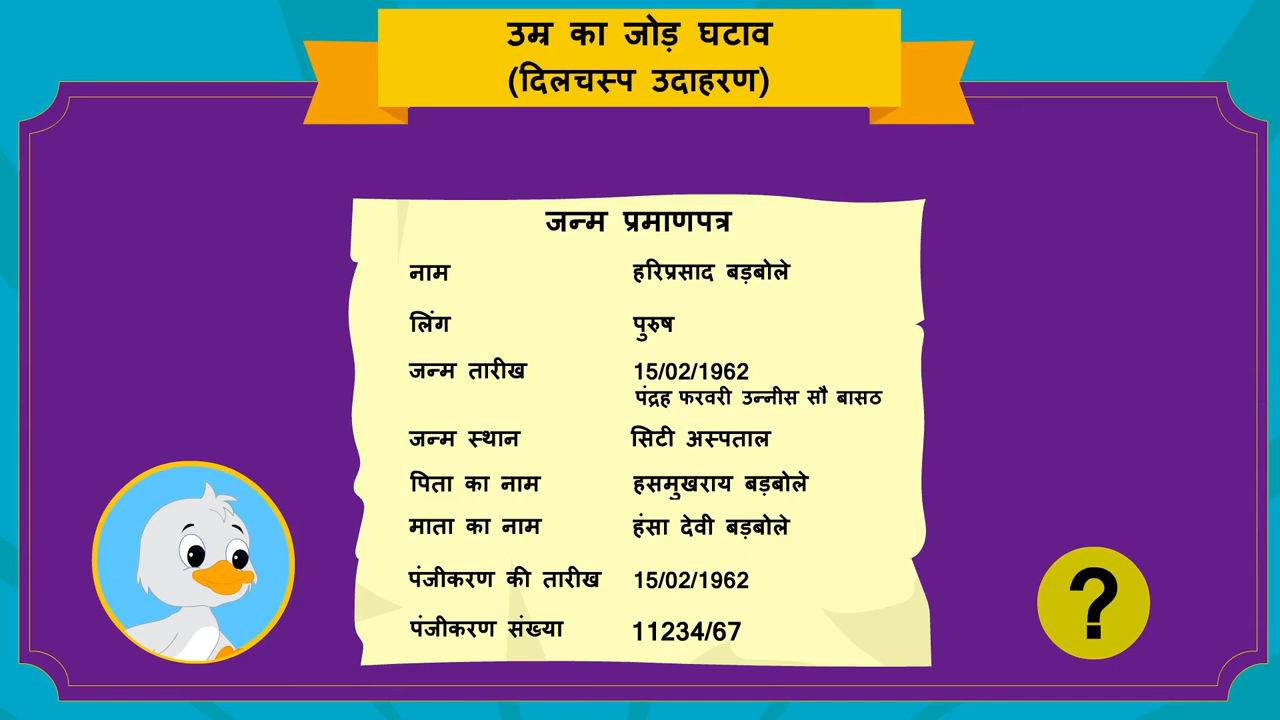 उम्र का जोड़ घटाव
(दिलचस्प उदाहरण)
जन्म प्रमाणपत्र
नाम हरिप्रसाद बड़बोले
लिंग पुरुष
जन्म तारीख 15/02/1962
पंद्रह फरवरी उन्नीस सौ बासठ
जन्म स्थान सिटी अस्पताल
पिता का नाम हसमुखराय बड़बोले
माता का नाम हंसा देवी बड़बोले
पंजीकरण की तारीख 15/02/1962
पंजीकरण संख्या 11234/67
?